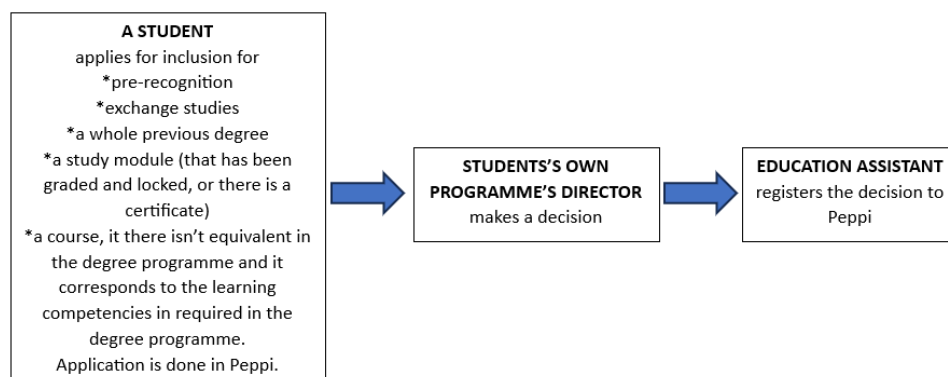 A STUDENT
applies for inclusion for
*pre-recognition
*exchange studies
*a whole previous degree
*a study module (that has been
graded and locked, or there is a
certificate)
*a course, it there isn't equivalent in
the degree programme and it
corresponds to the learning
competencies in required in the
degree programme.
Application is done in Peppi.
STUDENTS'S OWN
PROGRAMME'S DIRECTOR
makes a decision
EDUCATION ASSISTANT
registers the decision to
Peppi